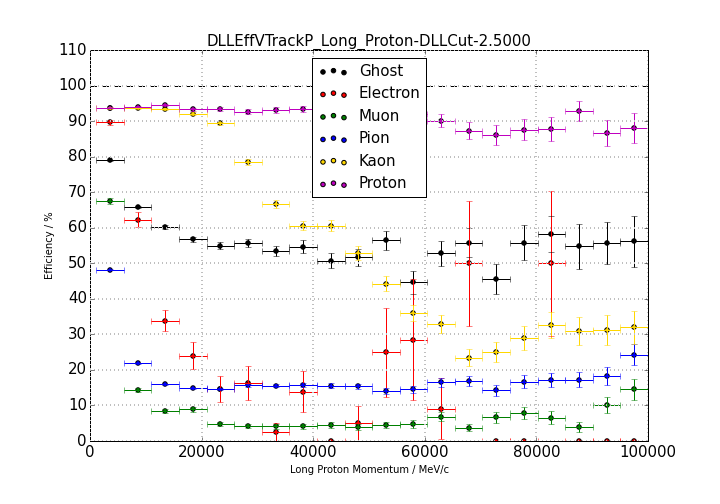 DLLEffVTrackP_Long_Proton-DLLCut-2.5000
110
100
90
80
70
60
50
40
30
20
10
0
Efficiency / %
Ghost
Electron
Muon
Pion
Kaon
Proton
0 20000 40000 60000 80000 100000
Long Proton Momentum / MeV/c